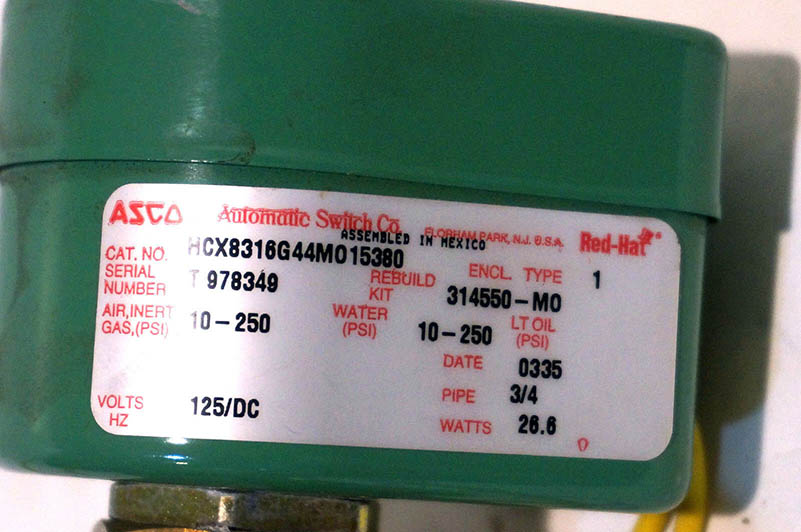 ASCO Automatic Switch Co. FLORHAM PARK, N.J. U.S.A. Red-Hat
ASSEMBLED IN MEXICO
CAT. NO. HCX8316G44MO15380
ENCL. TYPE 1
SERIAL NUMBER T 978349
REBUILD KIT 314550-MO
AIR, INERT GAS, (PSI) 10-250
WATER (PSI) 10-250
LT OIL (PSI)
DATE 0335
PIPE 3/4
VOLTS HZ 125/DC
WATTS 26.6